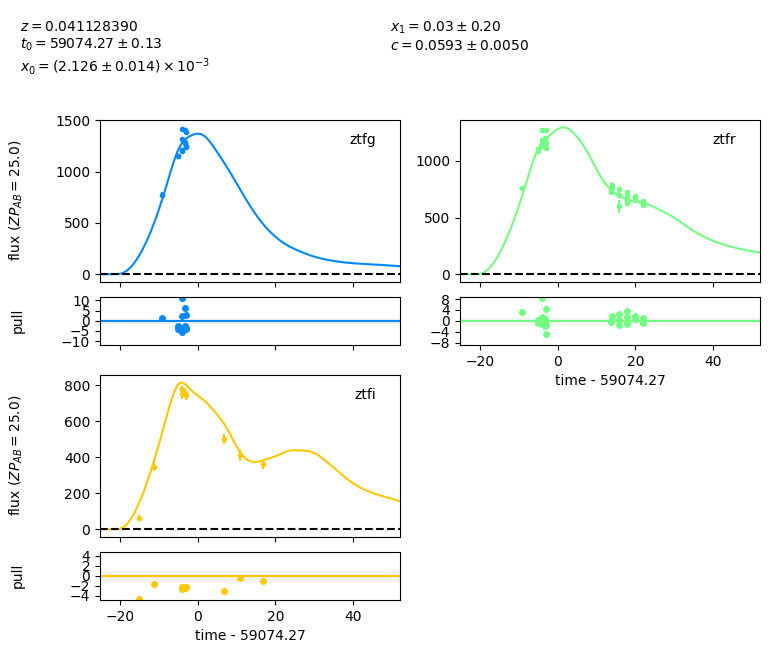 z = 0.041128390
t₀ = 59074.27 ± 0.13
x₀ = (2.126 ± 0.014) × 10⁻³
x₁ = 0.03 ± 0.20
c = 0.0593 ± 0.0050
flux (ZP_AB = 25.0)
1500
1000
500
0
ztfg
pull
10
5
0
−5
−10
1000
500
0
ztfr
8
4
0
−4
−8
−20 0 20 40
time - 59074.27
flux (ZP_AB = 25.0)
800
600
400
200
0
ztfi
pull
4
2
0
−2
−4
−20 0 20 40
time - 59074.27